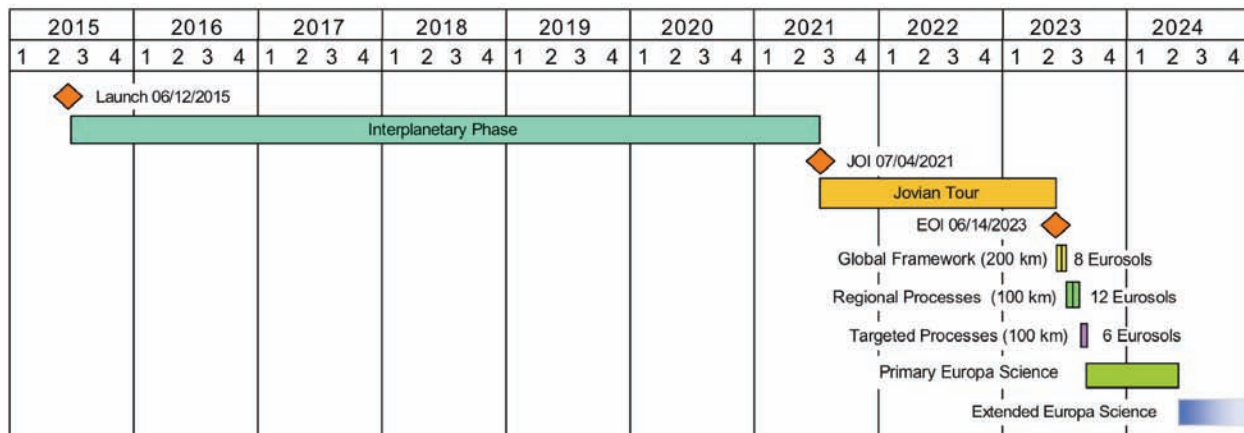 2015 2016 2017 2018 2019 2020 2021 2022 2023 2024
1 2 3 4 1 2 3 4 1 2 3 4 1 2 3 4 1 2 3 4 1 2 3 4 1 2 3 4 1 2 3 4 1 2 3 4 1 2 3 4
Launch 06/12/2015
Interplanetary Phase
JOI 07/04/2021
Jovian Tour
EOI 06/14/2023
Global Framework (200 km) 8 Eurosols
Regional Processes (100 km) 12 Eurosols
Targeted Processes (100 km) 6 Eurosols
Primary Europa Science
Extended Europa Science